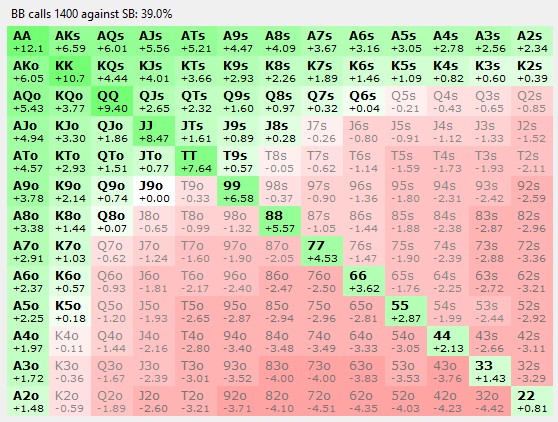 BB calls 1400 against SB: 39.0%
AA AKs AQs AJs ATs A9s A8s A7s A6s A5s A4s A3s A2s
+12.1 +6.59 +6.01 +5.56 +5.21 +4.47 +4.09 +3.67 +3.16 +3.05 +2.78 +2.56 +2.34
AKo KK KQs KJs KTs K9s K8s K7s K6s K5s K4s K3s K2s
+6.05 +10.7 +4.44 +4.01 +3.66 +2.93 +2.26 +1.89 +1.46 +1.09 +0.82 +0.60 +0.39
AQo KQo QQ QJs QTs Q9s Q8s Q7s Q6s Q5s Q4s Q3s Q2s
+5.43 +3.77 +9.40 +2.65 +2.32 +1.60 +0.97 +0.32 +0.04 -0.21 -0.43 -0.65 -0.85
AJo KJo QJo JJ JTs J9s J8s J7s J6s J5s J4s J3s J2s
+4.94 +3.30 +1.86 +8.47 +1.61 +0.89 +0.28 -0.26 -0.80 -0.91 -1.12 -1.33 -1.52
ATo KTo QTo JTo TT T9s T8s T7s T6s T5s T4s T3s T2s
+4.57 +2.93 +1.51 +0.77 +7.64 +0.57 -0.05 -0.62 -1.14 -1.59 -1.73 -1.93 -2.11
A9o K9o Q9o J9o T9o 99 98s 97s 96s 95s 94s 93s 92s
+3.78 +2.14 +0.74 +0.00 -0.33 +6.58 -0.37 -0.90 -1.36 -1.80 -2.31 -2.42 -2.59
A8o K8o Q8o J8o T8o 98o 88 87s 86s 85s 84s 83s 82s
+3.38 +1.44 +0.07 -0.65 -0.99 -1.32 +5.57 -1.05 -1.44 -1.88 -2.38 -2.87 -2.96
A7o K7o Q7o J7o T7o 97o 87o 77 76s 75s 74s 73s 72s
+2.91 +1.03 -0.62 -1.24 -1.60 -1.90 -2.05 +4.53 -1.47 -1.90 -2.39 -2.88 -3.36
A6o K6o Q6o J6o T6o 96o 86o 76o 66 65s 64s 63s 62s
+2.37 +0.57 -0.93 -1.81 -2.17 -2.40 -2.47 -2.50 +3.62 -1.76 -2.25 -2.72 -3.21
A5o K5o Q5o J5o T5o 95o 85o 75o 65o 55 54s 53s 52s
+2.25 +0.18 -1.20 -1.93 -2.65 -2.87 -2.94 -2.96 -2.81 +2.87 -1.99 -2.44 -2.92
A4o K4o Q4o J4o T4o 94o 84o 74o 64o 54o 44 43s 42s
+1.97 -0.11 -1.44 -2.16 -2.80 -3.40 -3.48 -3.49 -3.33 -3.05 +2.13 -2.66 -3.11
A3o K3o Q3o J3o T3o 93o 83o 73o 63o 53o 43o 33 32s
+1.72 -0.36 -1.67 -2.39 -3.01 -3.52 -4.00 -4.00 -3.83 -3.53 -3.76 +1.43 -3.29
A2o K2o Q2o J2o T2o 92o 82o 72o 62o 52o 42o 32o 22
+1.48 -0.59 -1.89 -2.60 -3.21 -3.71 -4.10 -4.51 -4.35 -4.03 -4.23 -4.42 +0.81